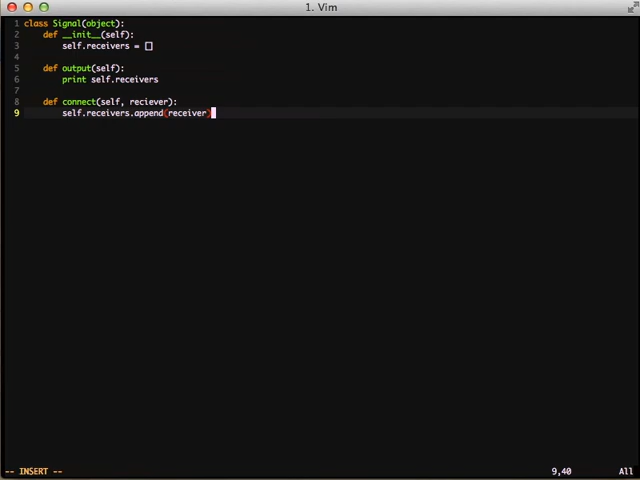 1. Vim
1 class Signal(object):
2     def __init__(self):
3         self.receivers = []
4
5     def output(self):
6         print self.receivers
7
8     def connect(self, reciever):
9         self.receivers.append(receiver)
-- INSERT -- 9,40 All